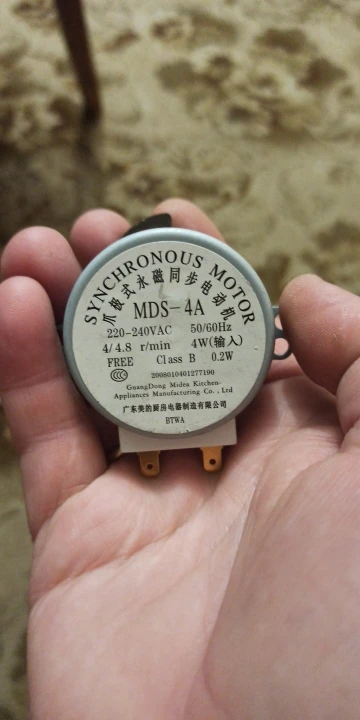 SYNCHRONOUS MOTOR
爪极式永磁同步电动机
MDS-4A
220-240VAC 50/60Hz
4/4.8 r/min 4W(输入)
FREE Class B 0.2W
2008010401277190
GuangDong Midea Kitchen-
Appliances Manufacturing Co., Ltd
广东美的厨房电器制造有限公司
BTWA